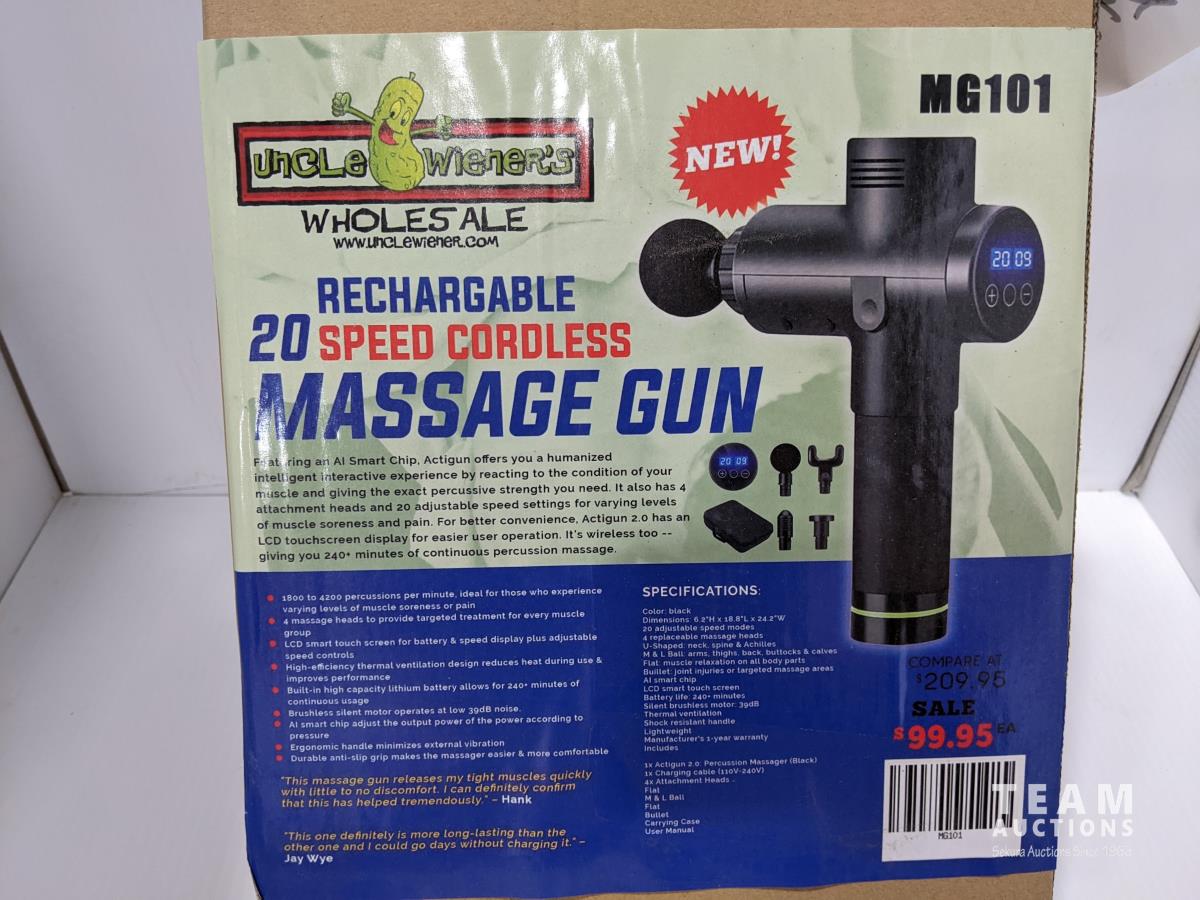 MG101
UNCLE WIENER'S
WHOLESALE
WWW.UNCLEWIENER.COM
NEW!
RECHARGABLE
20 SPEED CORDLESS
MASSAGE GUN
20 09
Featuring an AI Smart Chip, Actigun offers you a humanized
intelligent interactive experience by reacting to the condition of your
muscle and giving the exact percussive strength you need. It also has 4
attachment heads and 20 adjustable speed settings for varying levels
of muscle soreness and pain. For better convenience, Actigun 2.0 has an
LCD touchscreen display for easier user operation. It's wireless too --
giving you 240+ minutes of continuous percussion massage.
20 09
1800 to 4200 percussions per minute, ideal for those who experience
varying levels of muscle soreness or pain
4 massage heads to provide targeted treatment for every muscle
group
LCD smart touch screen for battery & speed display plus adjustable
speed controls
High-efficiency thermal ventilation design reduces heat during use &
improves performance
Built-in high capacity lithium battery allows for 240+ minutes of
continuous usage
Brushless silent motor operates at low 39dB noise.
AI smart chip adjust the output power of the power according to
pressure
Ergonomic handle minimizes external vibration
Durable anti-slip grip makes the massager easier & more comfortable
"This massage gun releases my tight muscles quickly
with little to no discomfort. I can definitely confirm
that this has helped tremendously." – Hank
"This one definitely is more long-lasting than the
other one and I could go days without charging it." –
Jay Wye
SPECIFICATIONS:
Color: black
Dimensions: 6.2"H x 18.8"L x 24.2"W
20 adjustable speed modes
4 replaceable massage heads
U-Shaped: neck, spine & Achilles
M & L Ball: arms, thighs, back, buttocks & calves
Flat: muscle relaxation on all body parts
Buillet: joint injuries or targeted massage areas
AI smart chip
LCD smart touch screen
Battery life: 240+ minutes
Silent brushless motor: 39dB
Thermal ventilation
Shock resistant handle
Lightweight
Manufacturer's 1-year warranty
Includes
1x Actigun 2.0: Percussion Massager (Black)
1x Charging cable (110V-240V)
4x Attachment Heads -
Flat
M & L Ball
Flat
Bullet
Carrying Case
User Manual
COMPARE AT
$209.95
SALE
$99.95 EA
MG101
TEAM
AUCTIONS
Sekura Auctions Since 1966